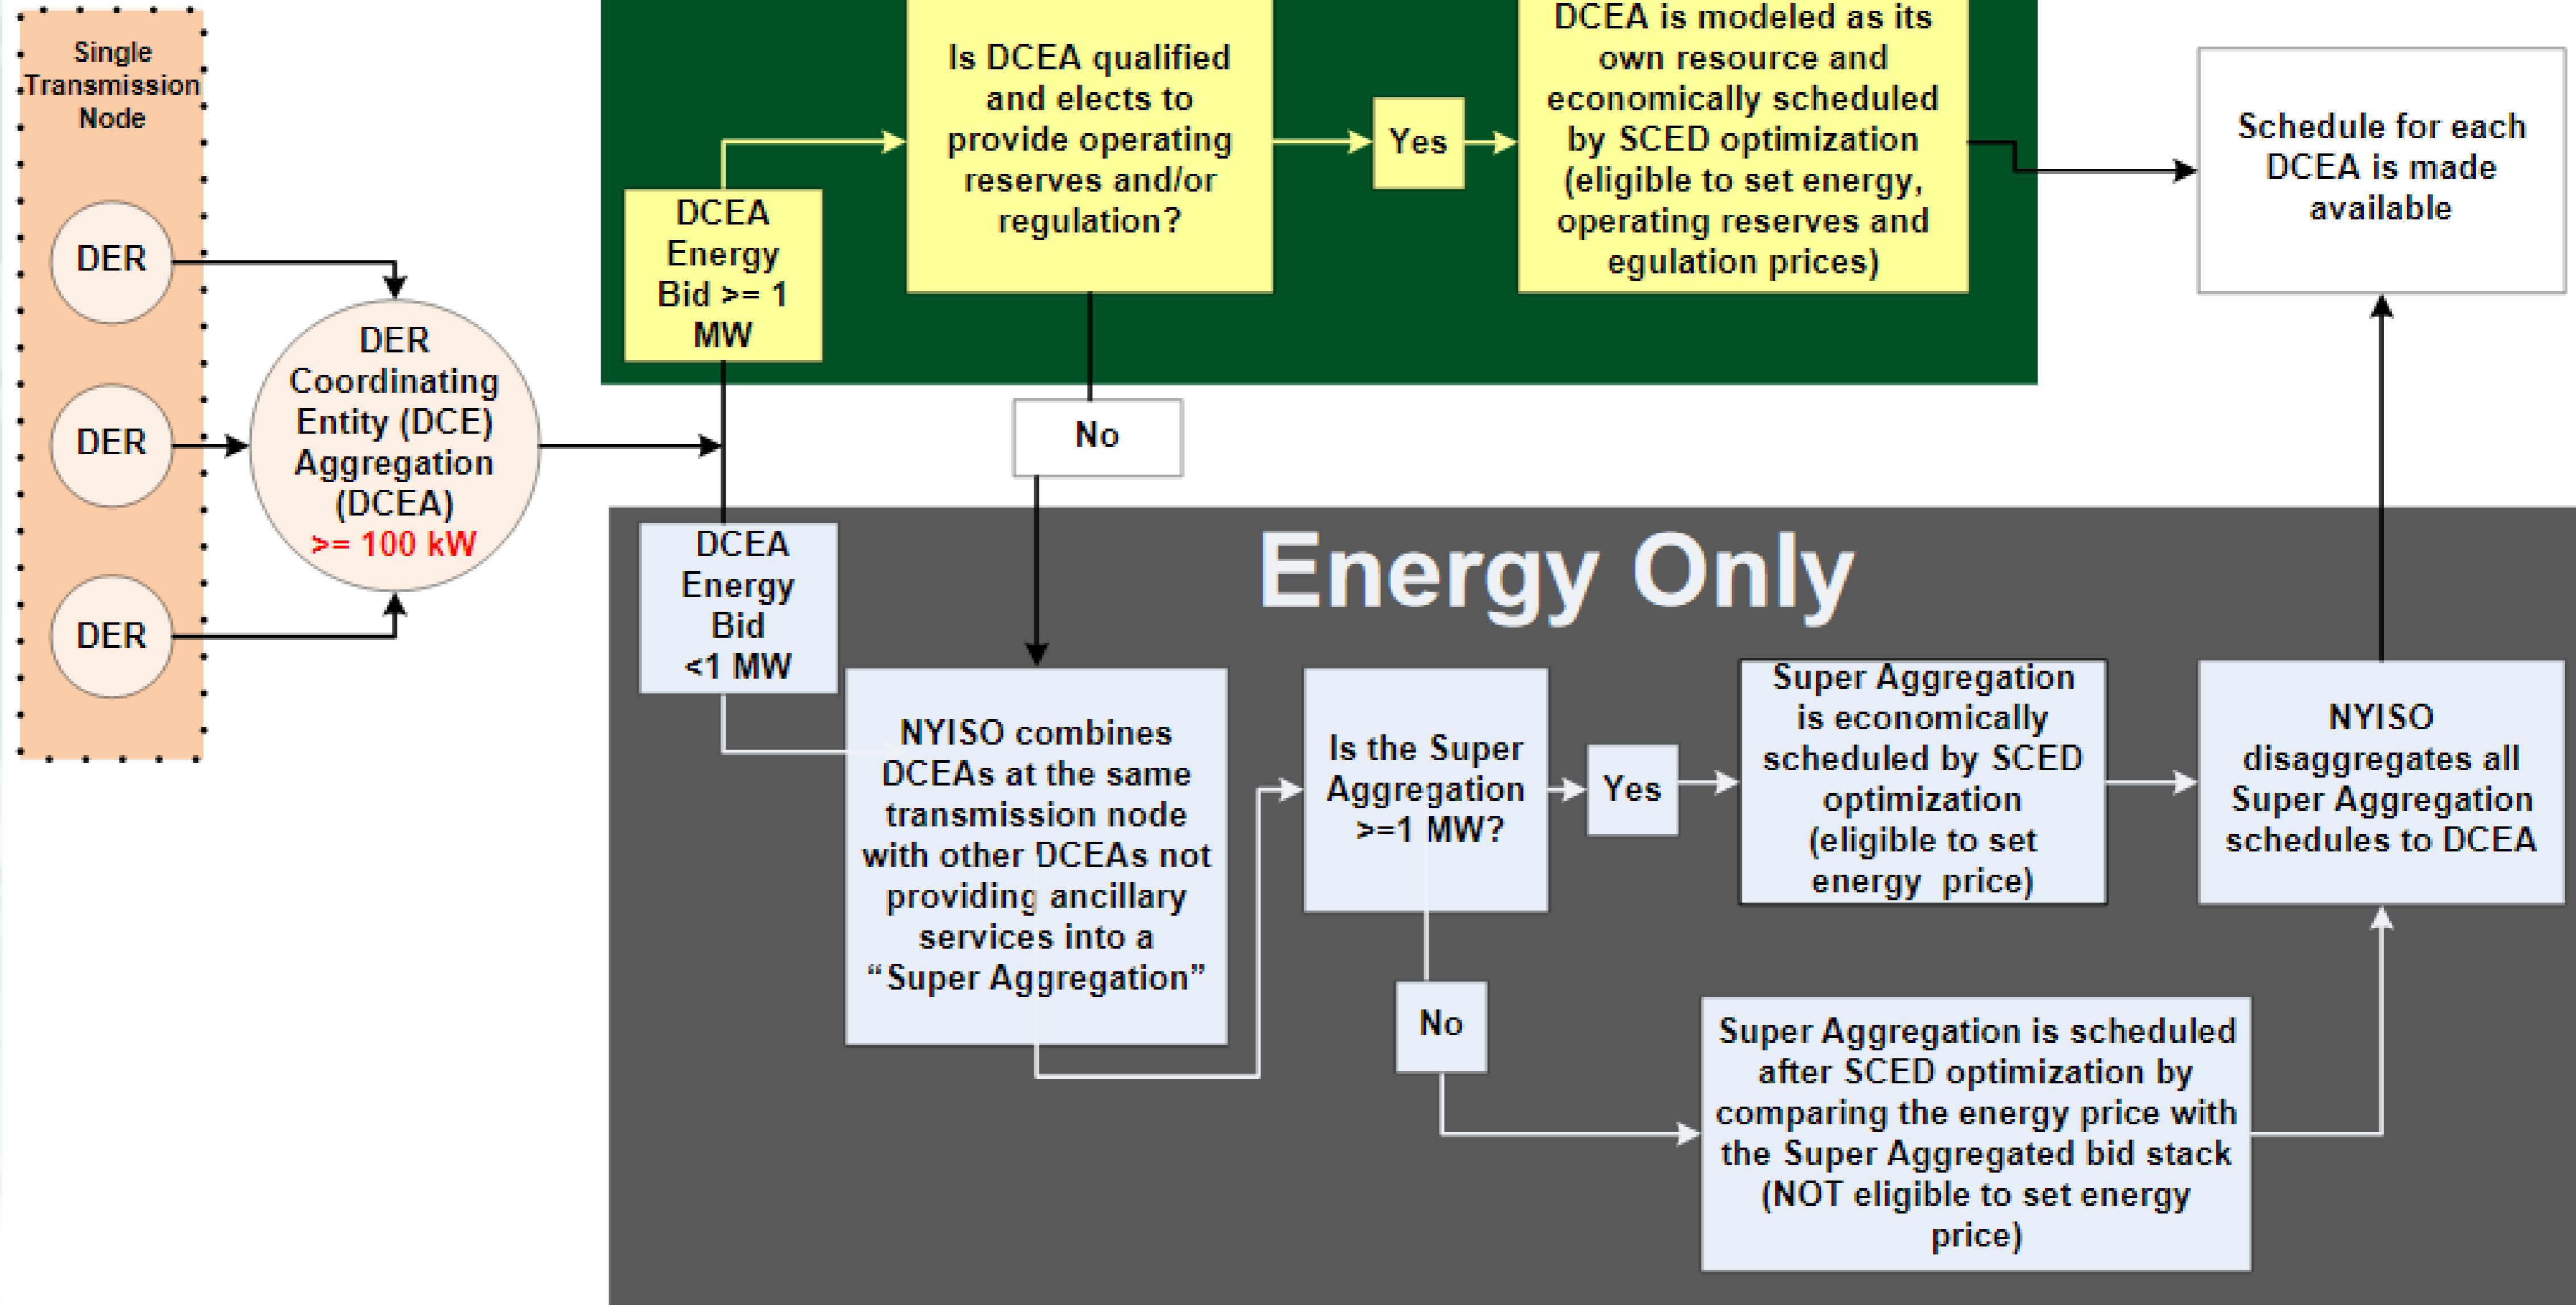 Single
Transmission
Node
DER
DER
DER
DER
Coordinating
Entity (DCE)
Aggregation
(DCEA)
>= 100 kW
DCEA
Energy
Bid >= 1
MW
Is DCEA qualified
and elects to
provide operating
reserves and/or
regulation?
Yes
DCEA is modeled as its
own resource and
economically scheduled
by SCED optimization
(eligible to set energy,
operating reserves and
egulation prices)
Schedule for each
DCEA is made
available
No
Energy Only
DCEA
Energy
Bid
<1 MW
NYISO combines
DCEAs at the same
transmission node
with other DCEAs not
providing ancillary
services into a
“Super Aggregation”
Is the Super
Aggregation
>=1 MW?
Yes
Super Aggregation
is economically
scheduled by SCED
optimization
(eligible to set
energy price)
NYISO
disaggregates all
Super Aggregation
schedules to DCEA
No
Super Aggregation is scheduled
after SCED optimization by
comparing the energy price with
the Super Aggregated bid stack
(NOT eligible to set energy
price)